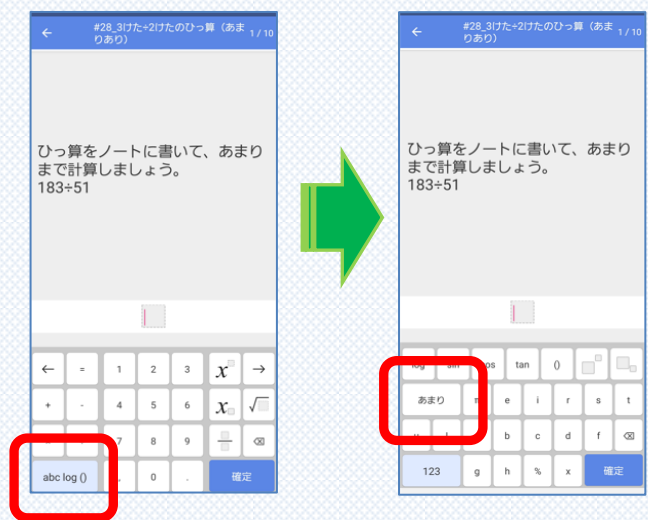 #28_3けた÷2けたのひっ算（あま
りあり）
1 / 10
ひっ算をノートに書いて、あまり
まで計算しましょう。
183÷51
← = 1 2 3 x →
+ - 4 5 6 x √
7 8 9
abc log () , 0 . 確定
#28_3けた÷2けたのひっ算（あま
りあり）
1 / 10
ひっ算をノートに書いて、あまり
まで計算しましょう。
183÷51
tan ()
あまり e i r s t
b c d f
123 g h % x 確定